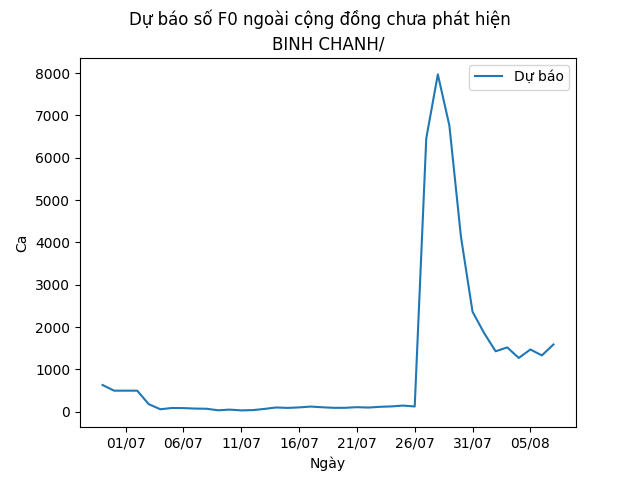 Dự báo số F0 ngoài cộng đồng chưa phát hiện
BINH CHANH/
Dự báo
8000
7000
6000
5000
4000
3000
2000
1000
0
Ca
01/07 06/07 11/07 16/07 21/07 26/07 31/07 05/08
Ngày